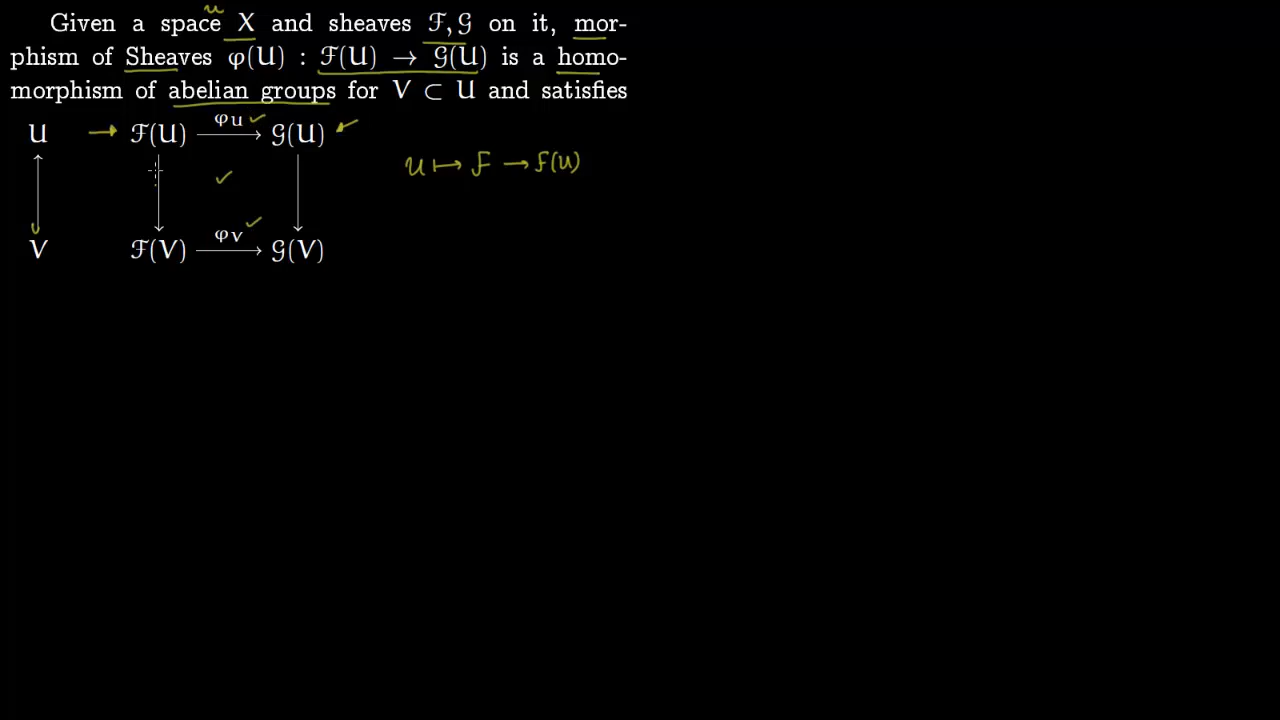 u
Given a space X and sheaves ℱ, 𝒢 on it, mor-
phism of Sheaves φ(U) : ℱ(U) → 𝒢(U) is a homo-
morphism of abelian groups for V ⊂ U and satisfies
U → ℱ(U) φU 𝒢(U)
U ↦ F → F(U)
V ℱ(V) φV 𝒢(V)